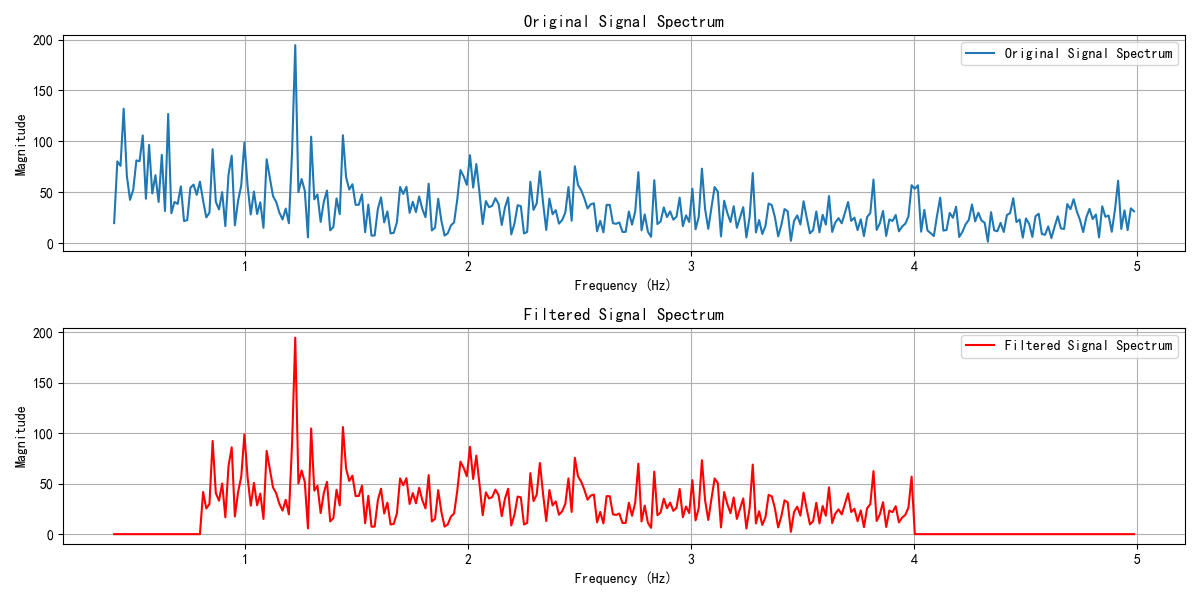 Original Signal Spectrum
200
150
100
50
0
Magnitude
Original Signal Spectrum
1
2
3
4
5
Frequency (Hz)
Filtered Signal Spectrum
200
150
100
50
0
Magnitude
Filtered Signal Spectrum
1
2
3
4
5
Frequency (Hz)